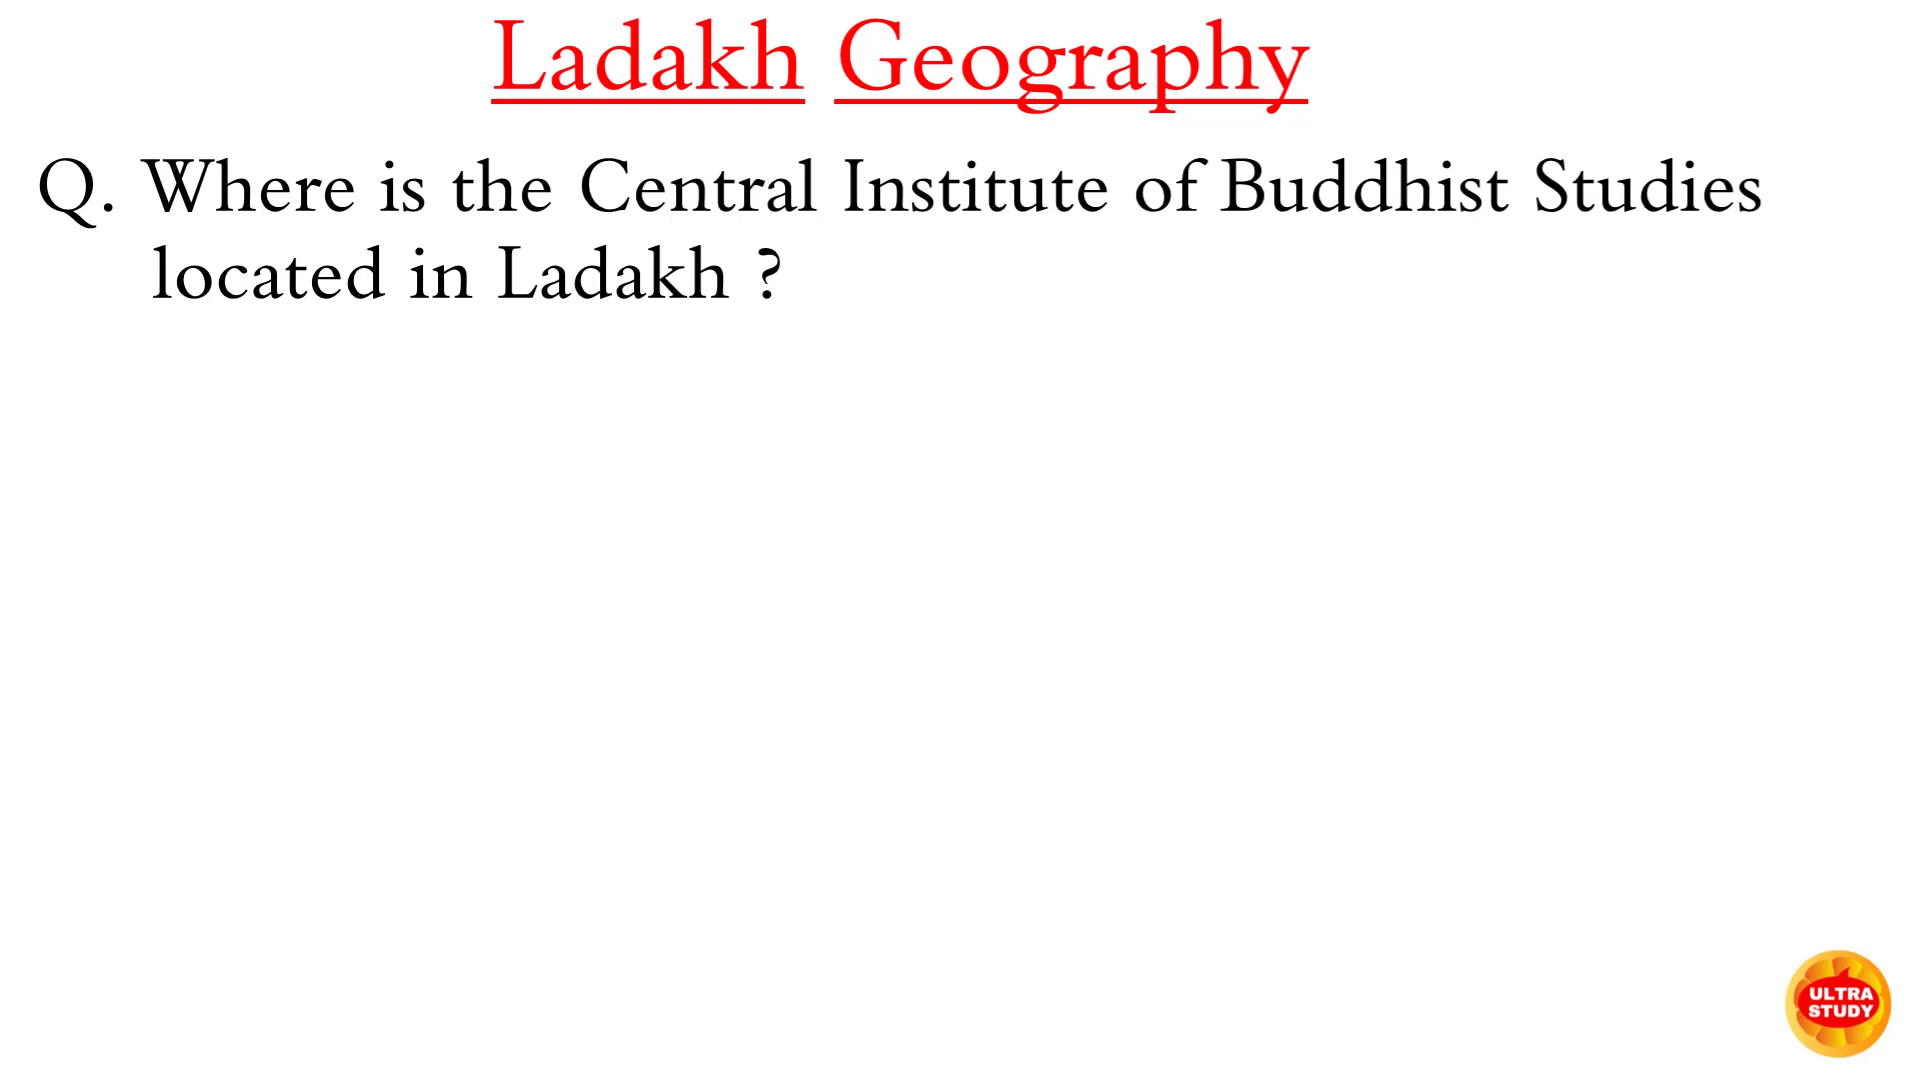 Ladakh Geography
Q. Where is the Central Institute of Buddhist Studies
located in Ladakh ?
ULTRA
STUDY